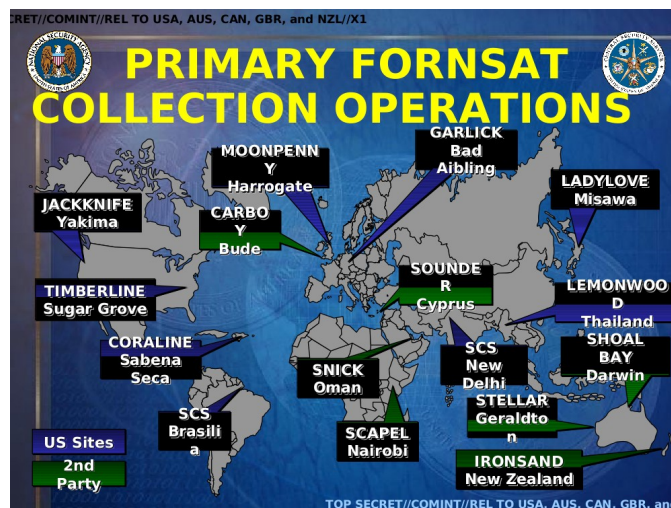 CRET//COMINT//REL TO USA, AUS, CAN, GBR, and NZL//X1
PRIMARY FORNSAT
COLLECTION OPERATIONS
GARLICK
Bad
Aibling
MOONPENN
Y
Harrogate
LADYLOVE
Misawa
JACKKNIFE
Yakima
CARBO
Y
Bude
SOUNDE
R
Cyprus
TIMBERLINE
Sugar Grove
LEMONWOO
D
Thailand
CORALINE
Sabena
Seca
SNICK
Oman
SCS
New
Delhi
SHOAL
BAY
Darwin
SCS
Brasili
a
SCAPEL
Nairobi
STELLAR
Geraldto
n
US Sites
2nd
Party
IRONSAND
New Zealand
TOP SECRET//COMINT//REL TO USA, AUS, CAN, GBR, an